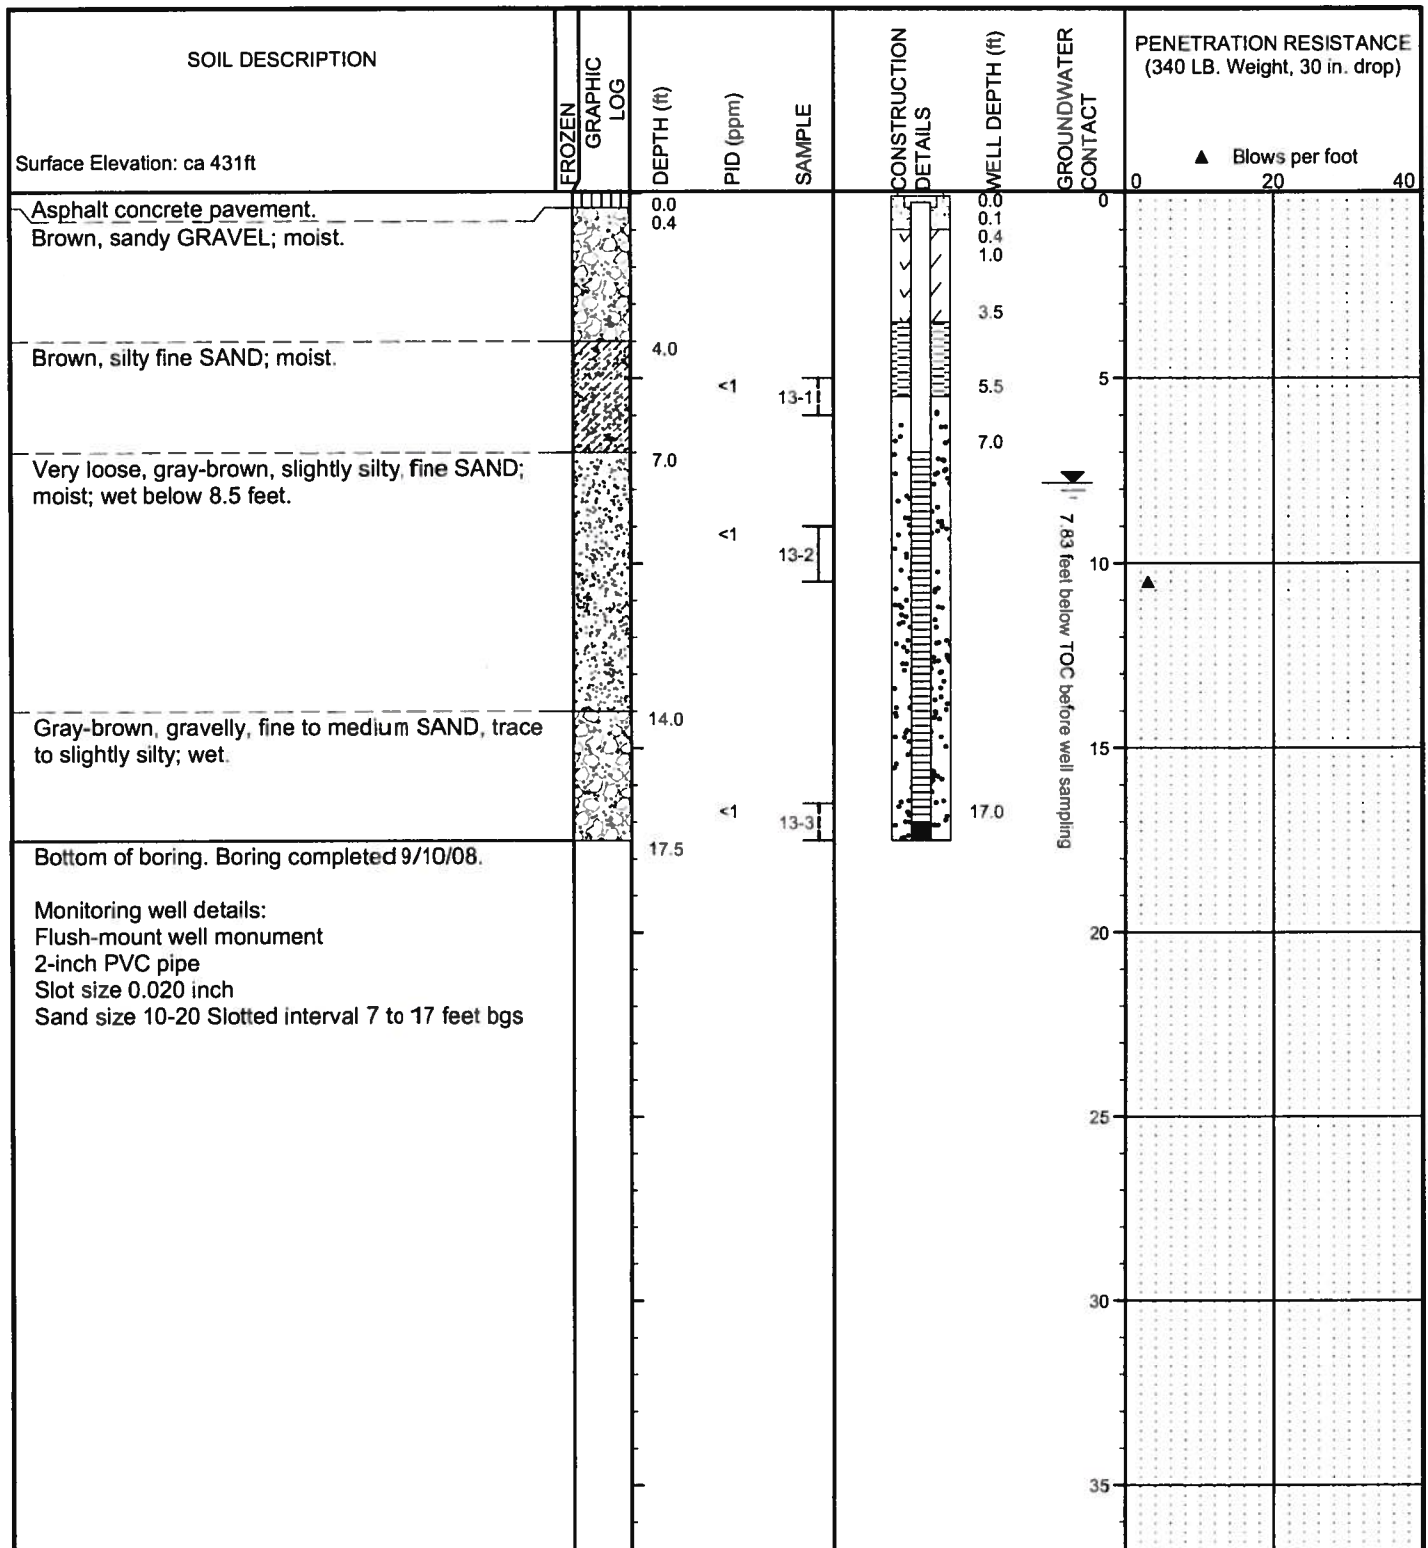 SOIL DESCRIPTION
Surface Elevation: ca 431ft
FROZEN
GRAPHIC LOG
DEPTH (ft)
PID (ppm)
SAMPLE
CONSTRUCTION DETAILS
WELL DEPTH (ft)
GROUNDWATER CONTACT
PENETRATION RESISTANCE
(340 LB. Weight, 30 in. drop)
▲ Blows per foot
0 20 40
Asphalt concrete pavement.
Brown, sandy GRAVEL; moist.
Brown, silty fine SAND; moist.
Very loose, gray-brown, slightly silty, fine SAND;
moist; wet below 8.5 feet.
Gray-brown, gravelly, fine to medium SAND, trace
to slightly silty; wet.
Bottom of boring. Boring completed 9/10/08.
Monitoring well details:
Flush-mount well monument
2-inch PVC pipe
Slot size 0.020 inch
Sand size 10-20 Slotted interval 7 to 17 feet bgs
0.0
0.4
4.0
7.0
14.0
17.5
<1
<1
<1
13-1
13-2
13-3
0.0
0.1
0.4
1.0
3.5
5.5
7.0
17.0
7.83 feet below TOC before well sampling
0
5
10
15
20
25
30
35